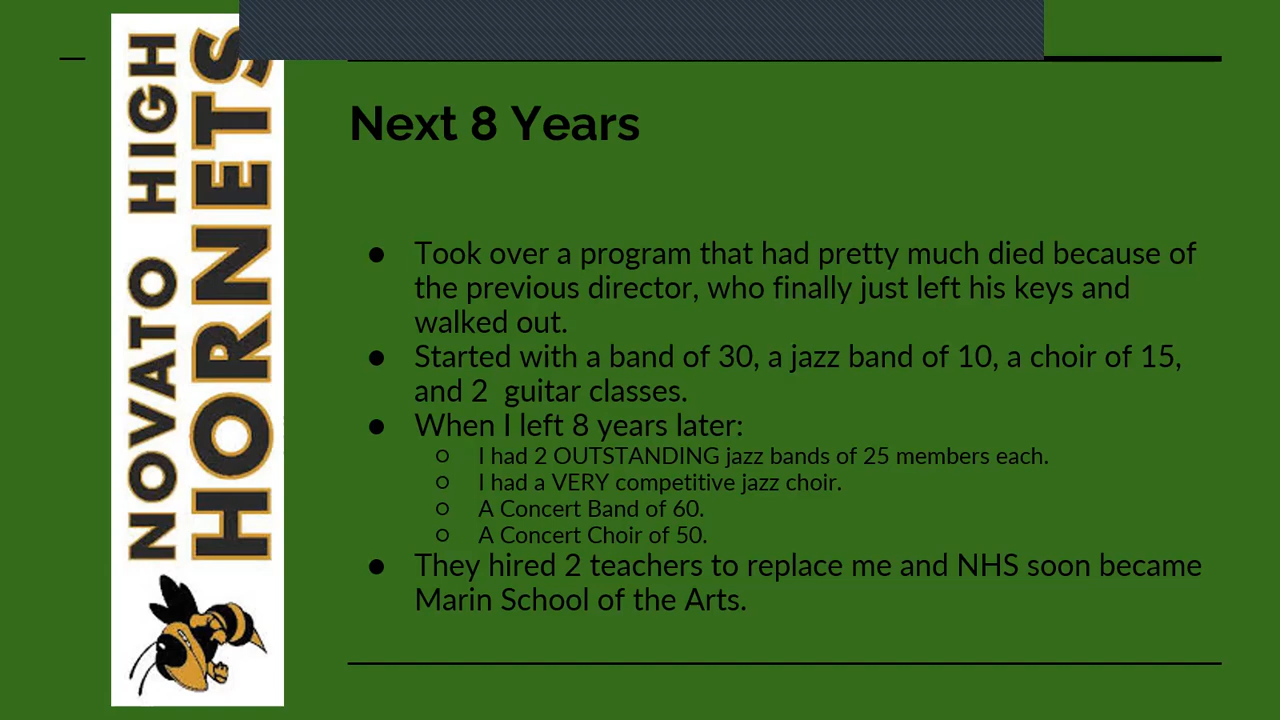 NOVATO HIGH
HORNETS
Next 8 Years
● Took over a program that had pretty much died because of
the previous director, who finally just left his keys and
walked out.
● Started with a band of 30, a jazz band of 10, a choir of 15,
and 2  guitar classes.
● When I left 8 years later:
○ I had 2 OUTSTANDING jazz bands of 25 members each.
○ I had a VERY competitive jazz choir.
○ A Concert Band of 60.
○ A Concert Choir of 50.
● They hired 2 teachers to replace me and NHS soon became
Marin School of the Arts.